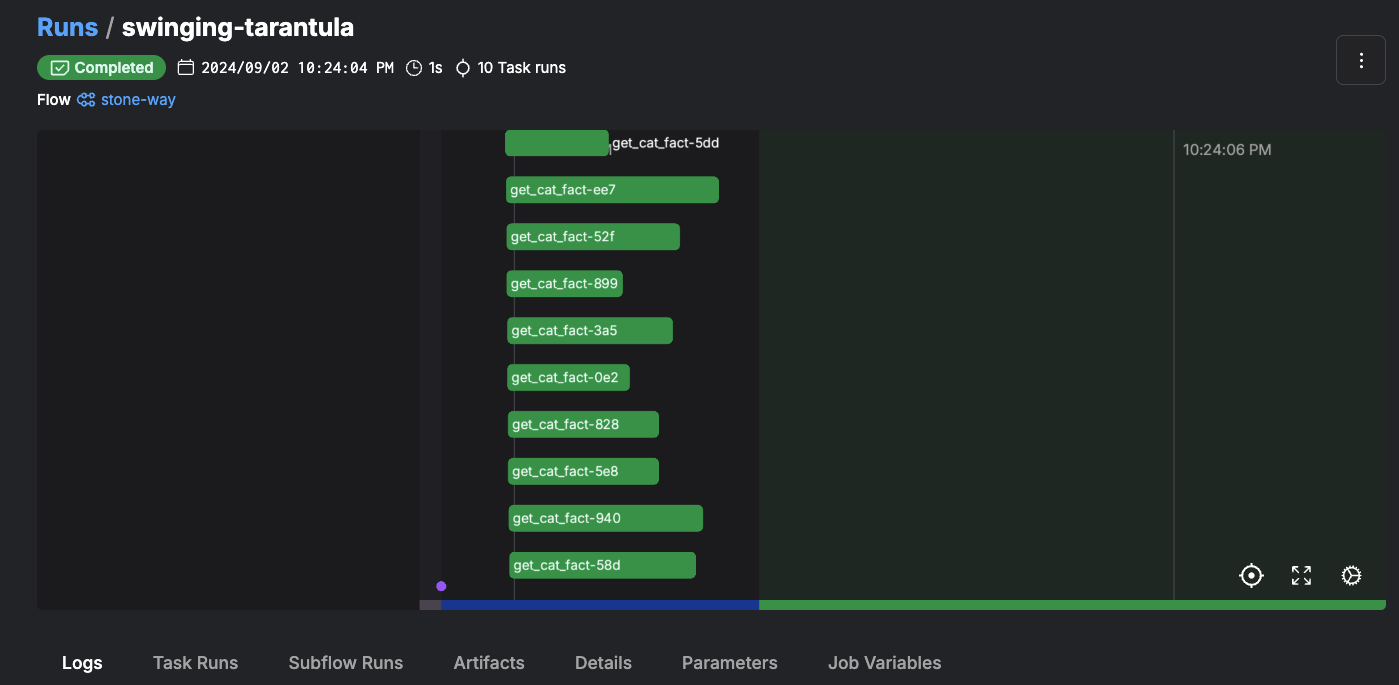 Runs / swinging-tarantula
Completed 2024/09/02 10:24:04 PM 1s 10 Task runs
Flow stone-way
get_cat_fact-5dd
10:24:06 PM
get_cat_fact-ee7
get_cat_fact-52f
get_cat_fact-899
get_cat_fact-3a5
get_cat_fact-0e2
get_cat_fact-828
get_cat_fact-5e8
get_cat_fact-940
get_cat_fact-58d
Logs Task Runs Subflow Runs Artifacts Details Parameters Job Variables